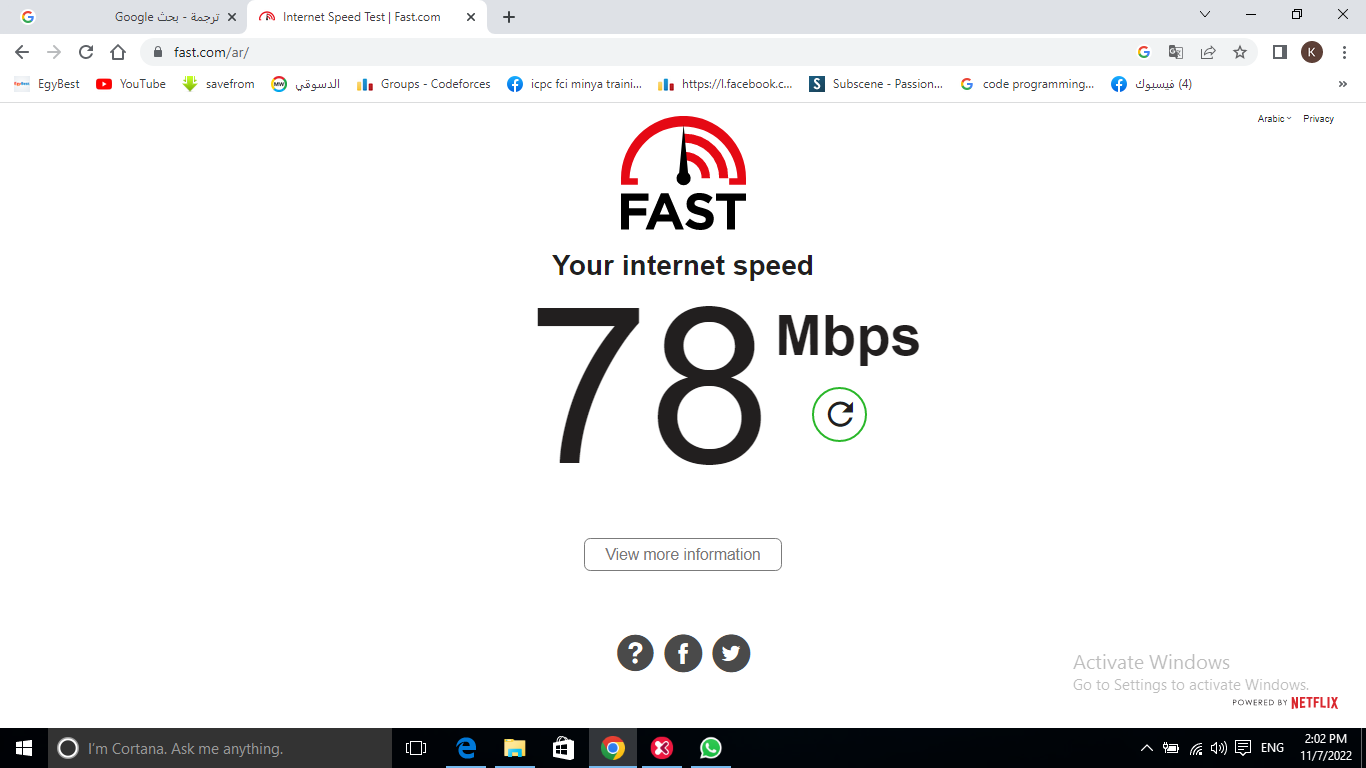 ترجمة - بحث Google
Internet Speed Test | Fast.com
fast.com/ar/
K
EgyBest
YouTube
savefrom
MW
الدسوقي
Groups - Codeforces
icpc fci minya traini...
https://l.facebook.c...
S
Subscene - Passion...
code programming...
(4) فيسبوك
»
Arabic
Privacy
FAST
Your internet speed
78 Mbps
View more information
?
Activate Windows
Go to Settings to activate Windows.
POWERED BY NETFLIX
I'm Cortana. Ask me anything.
ENG
2:02 PM
11/7/2022